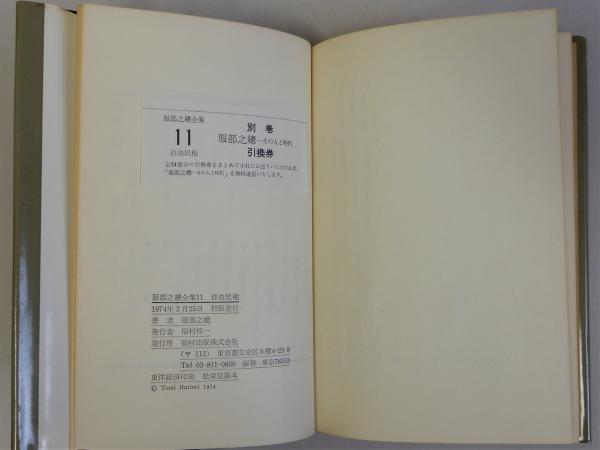 服部之總全集
11
自由民権
別巻
服部之總―その人と時代
引換券
全24巻分の引換券をまとめて小社にお送りいただければ、
「服部之總―その人と時代」を無料進呈いたします。
服部之總全集11 自由民権
1974年2月25日 初版発行
著者 服部之總
発行者 福村惇一
発行所 福村出版株式会社
(〒113) 東京都文京区本郷4-23-9
Tel 03-811-0660 振替 東京78313
東洋経済印刷 松栄堂製本
© Tomi Hattori 1974